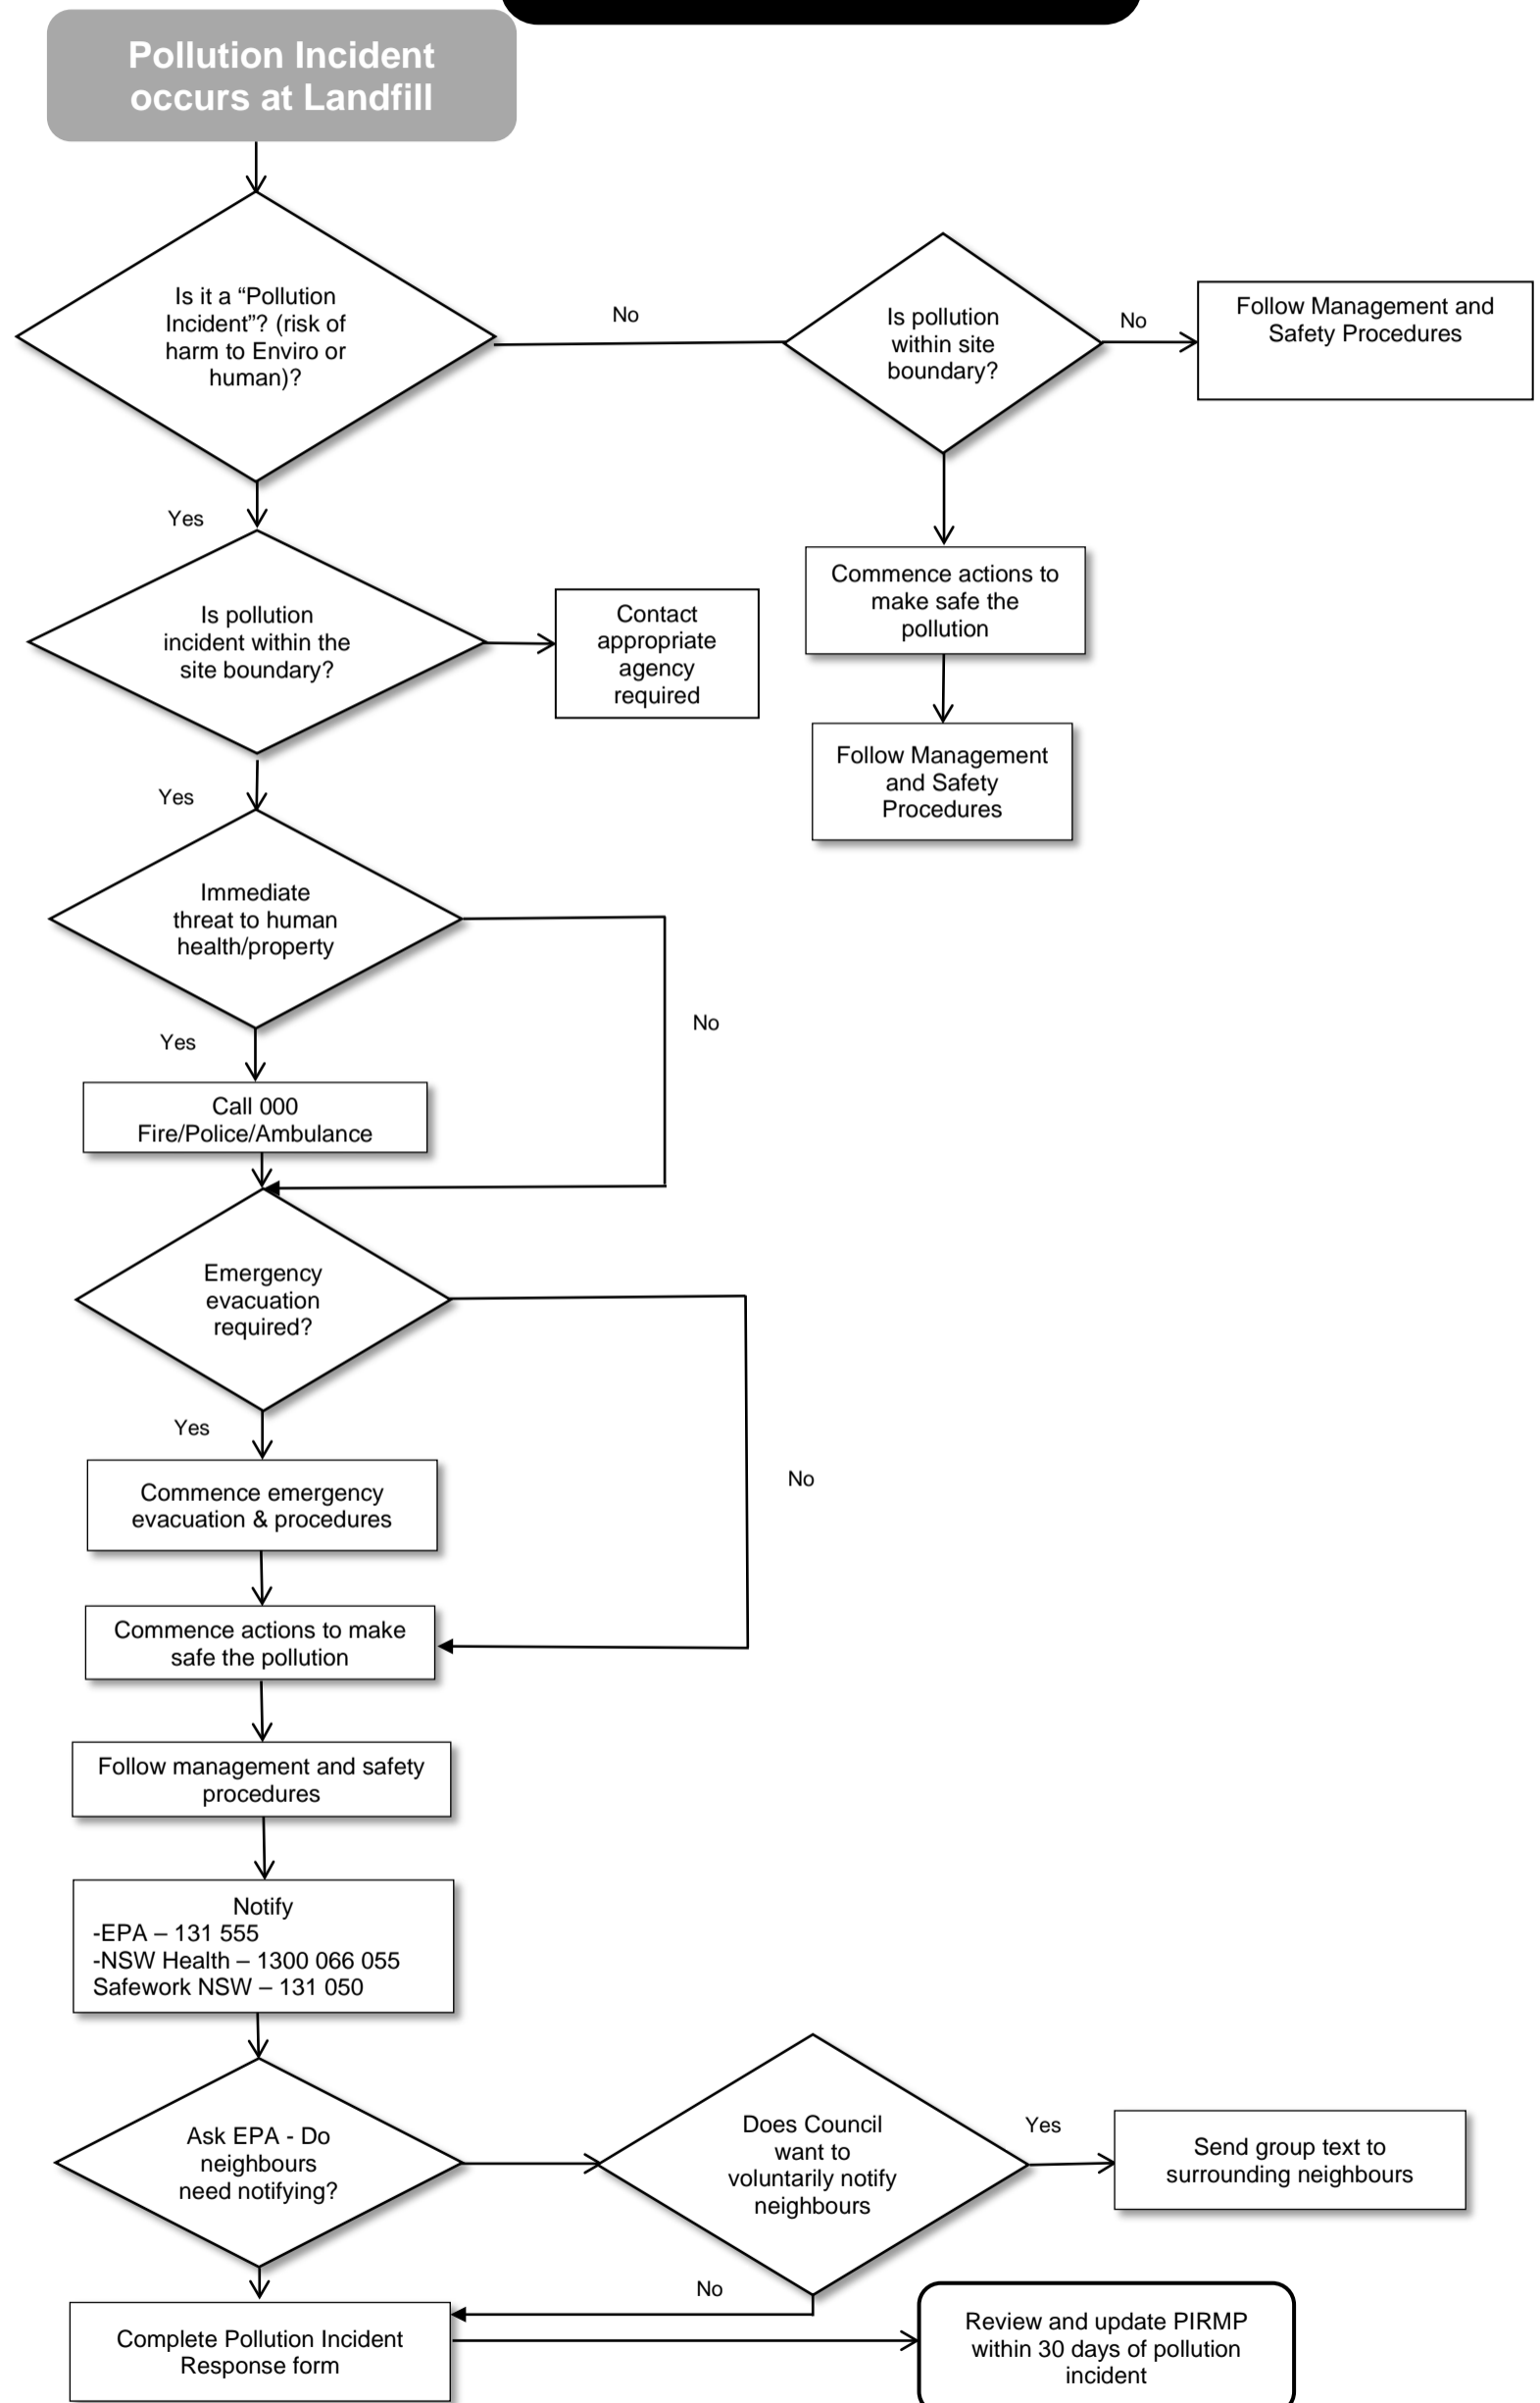 Pollution Incident
occurs at Landfill
Is it a “Pollution
Incident”? (risk of
harm to Enviro or
human)?
No
Is pollution
within site
boundary?
No
Follow Management and
Safety Procedures
Yes
Is pollution
incident within the
site boundary?
Contact
appropriate
agency
required
Commence actions to
make safe the
pollution
Follow Management
and Safety
Procedures
Yes
Immediate
threat to human
health/property
No
Yes
Call 000
Fire/Police/Ambulance
Emergency
evacuation
required?
Yes
No
Commence emergency
evacuation & procedures
Commence actions to make
safe the pollution
Follow management and safety
procedures
Notify
-EPA – 131 555
-NSW Health – 1300 066 055
Safework NSW – 131 050
Ask EPA - Do
neighbours
need notifying?
Does Council
want to
voluntarily notify
neighbours
Yes
Send group text to
surrounding neighbours
No
Complete Pollution Incident
Response form
Review and update PIRMP
within 30 days of pollution
incident